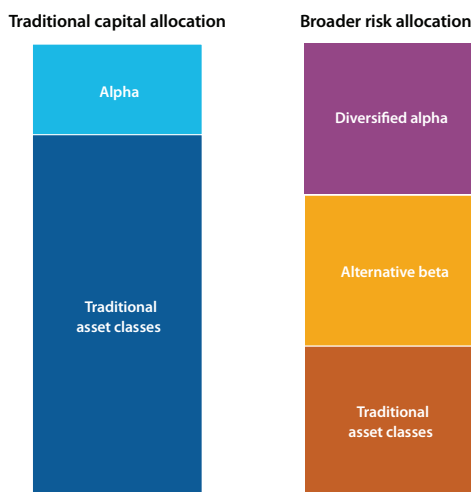 Traditional capital allocation
Alpha
Traditional
asset classes
Broader risk allocation
Diversified alpha
Alternative beta
Traditional
asset classes